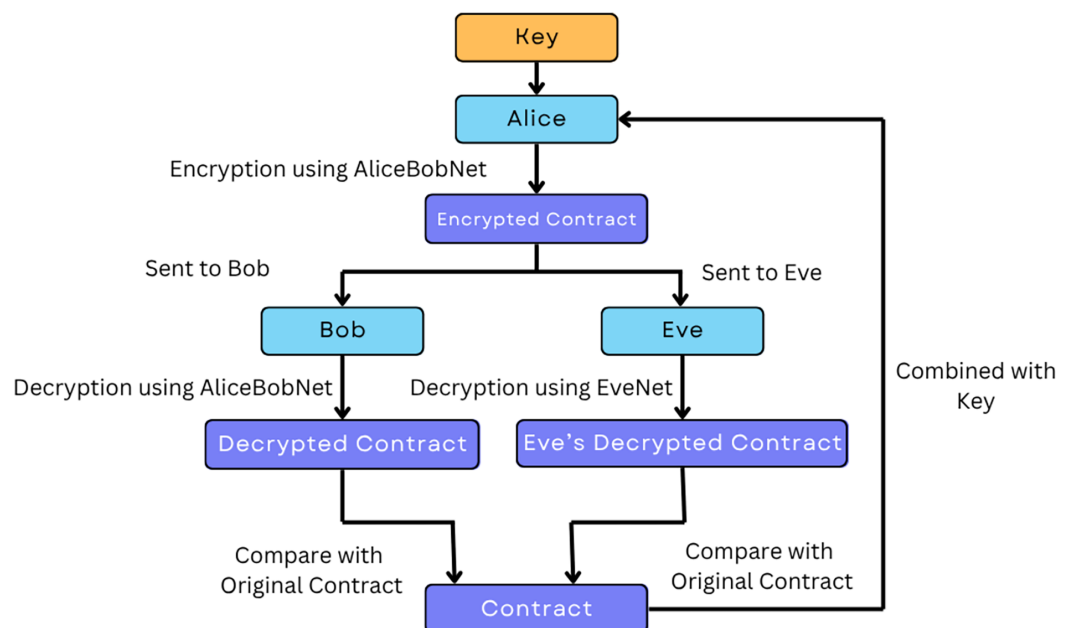 Key
Alice
Encryption using AliceBobNet
Encrypted Contract
Sent to Bob
Sent to Eve
Bob
Eve
Combined with
Key
Decryption using AliceBobNet
Decryption using EveNet
Decrypted Contract
Eve's Decrypted Contract
Compare with
Original Contract
Compare with
Original Contract
Contract